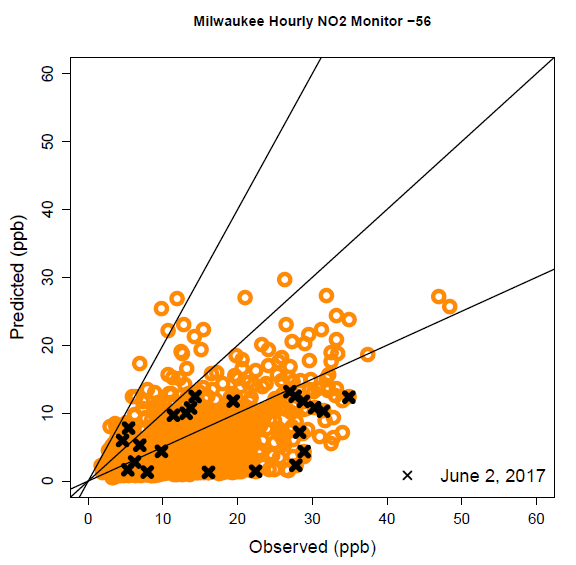 Milwaukee Hourly NO2 Monitor −56
Predicted (ppb)
60
50
40
30
20
10
0
× June 2, 2017
0 10 20 30 40 50 60
Observed (ppb)